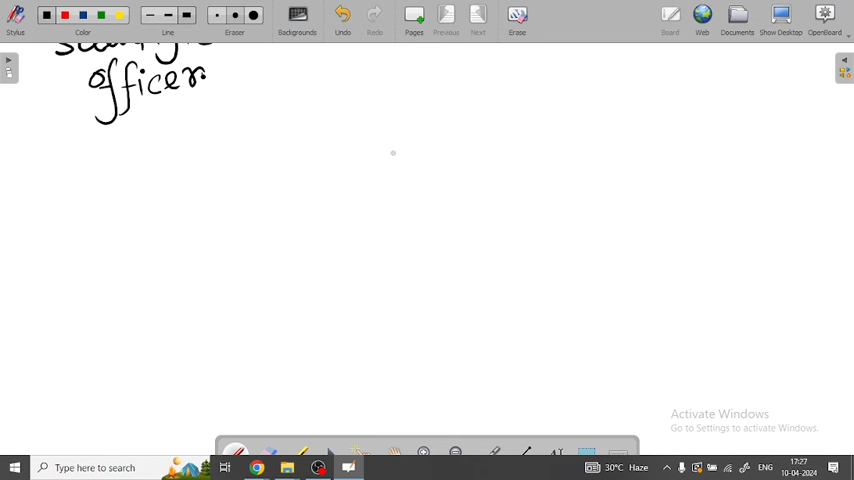 Stylus
Color
Line
Eraser
Backgrounds
Undo
Redo
Pages
Previous
Next
Erase
Board
Web
Documents
Show Desktop
OpenBoard
officer
Activate Windows
Go to Settings to activate Windows.
Type here to search
30°C Haze
ENG
17:27
10-04-2024